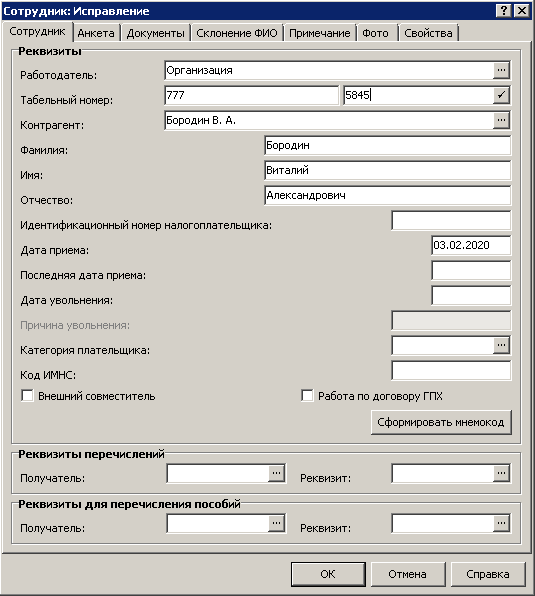 Сотрудник: Исправление
Сотрудник Анкета Документы Склонение ФИО Примечание Фото Свойства
Реквизиты
Работодатель: Организация ...
Табельный номер: 777 5845
Контрагент: Бородин В. А. ...
Фамилия: Бородин
Имя: Виталий
Отчество: Александрович
Идентификационный номер налогоплательщика:
Дата приема: 03.02.2020
Последняя дата приема:
Дата увольнения:
Причина увольнения:
Категория плательщика: ...
Код ИМНС:
Внешний совместитель Работа по договору ГПХ
Сформировать мнемокод
Реквизиты перечислений
Получатель: ... Реквизит: ...
Реквизиты для перечисления пособий
Получатель: ... Реквизит: ...
ОК Отмена Справка